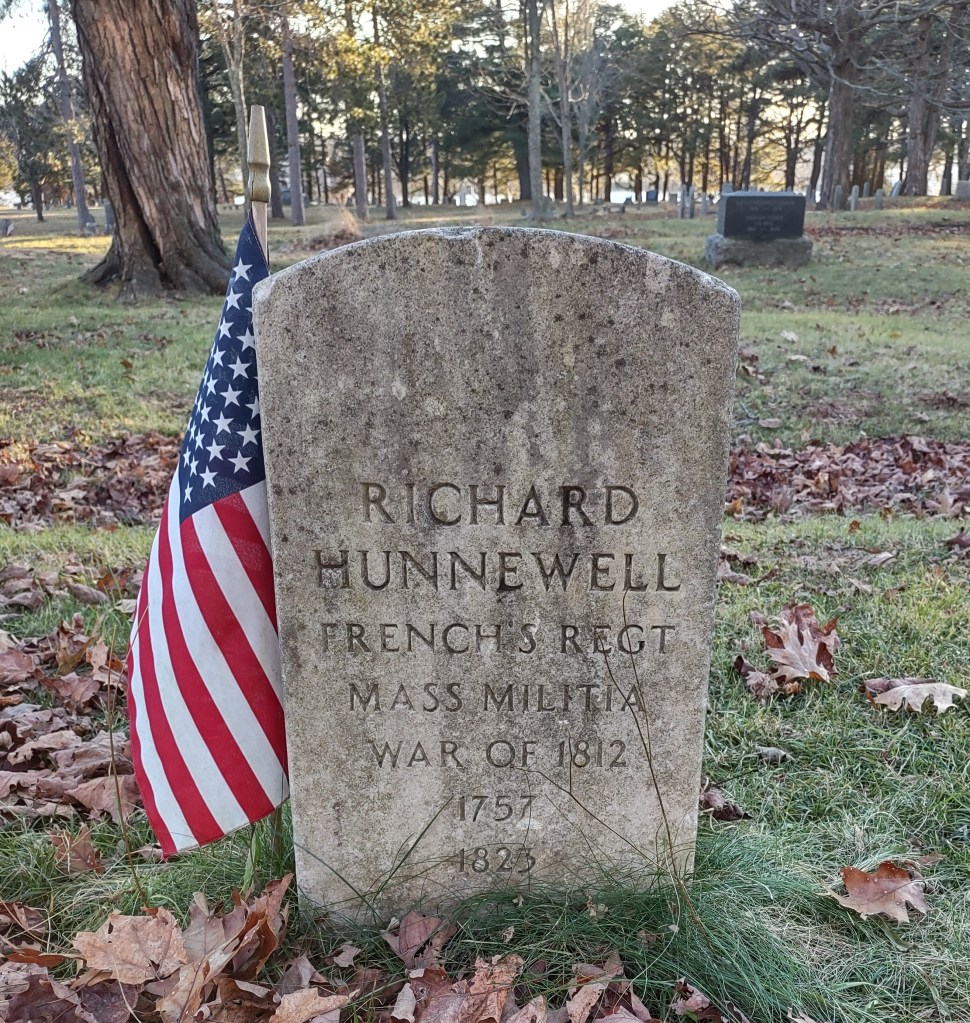 RICHARD
HUNNEWELL
FRENCH'S REGT
MASS MILITIA
WAR OF 1812
1757
1823